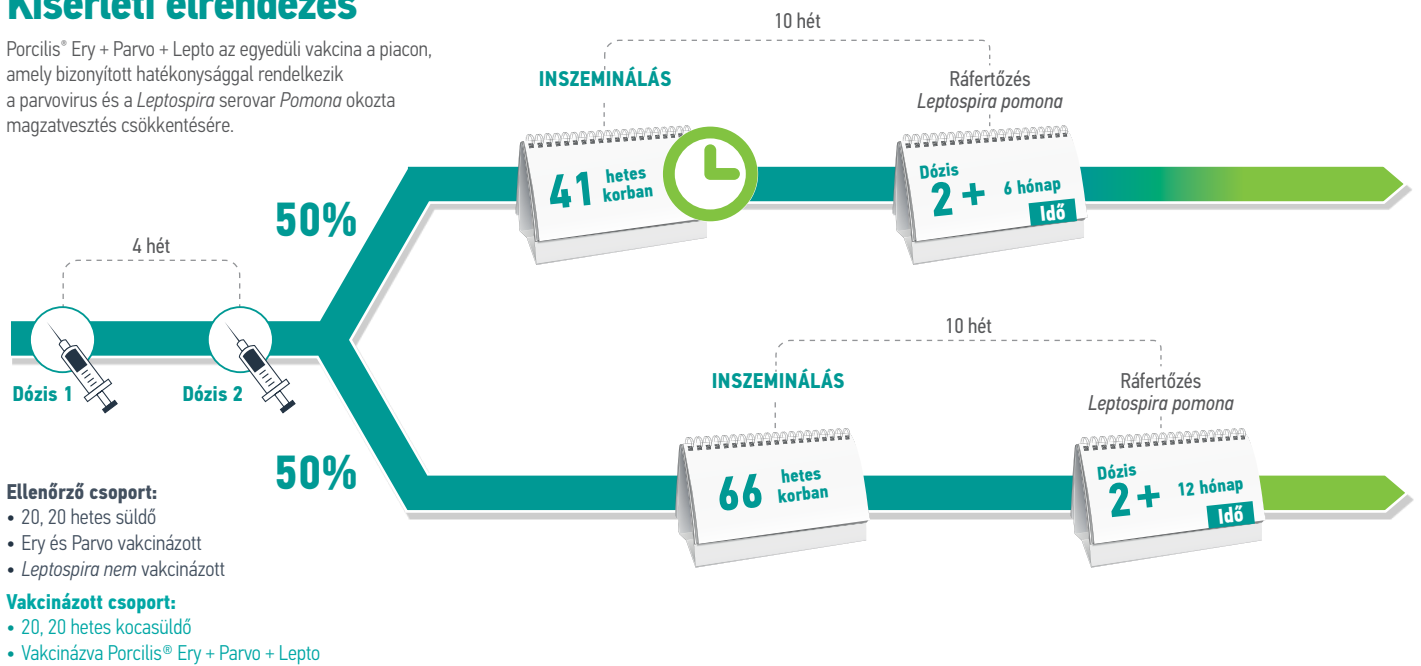 Kísérleti elrendezés
Porcilis® Ery + Parvo + Lepto az egyedüli vakcina a piacon,
amely bizonyított hatékonysággal rendelkezik
a parvovirus és a Leptospira serovar Pomona okozta
magzatvesztés csökkentésére.
10 hét
INSZEMINÁLÁS
Ráfertőzés
Leptospira pomona
41 hetes
korban
Dózis
2 + 6 hónap
Idő
50%
4 hét
Dózis 1
Dózis 2
10 hét
INSZEMINÁLÁS
Ráfertőzés
Leptospira pomona
50%
66 hetes
korban
Dózis
2 + 12 hónap
Idő
Ellenőrző csoport:
• 20, 20 hetes süldő
• Ery és Parvo vakcinázott
• Leptospira nem vakcinázott
Vakcinázott csoport:
• 20, 20 hetes kocasüldő
• Vakcinázva Porcilis® Ery + Parvo + Lepto